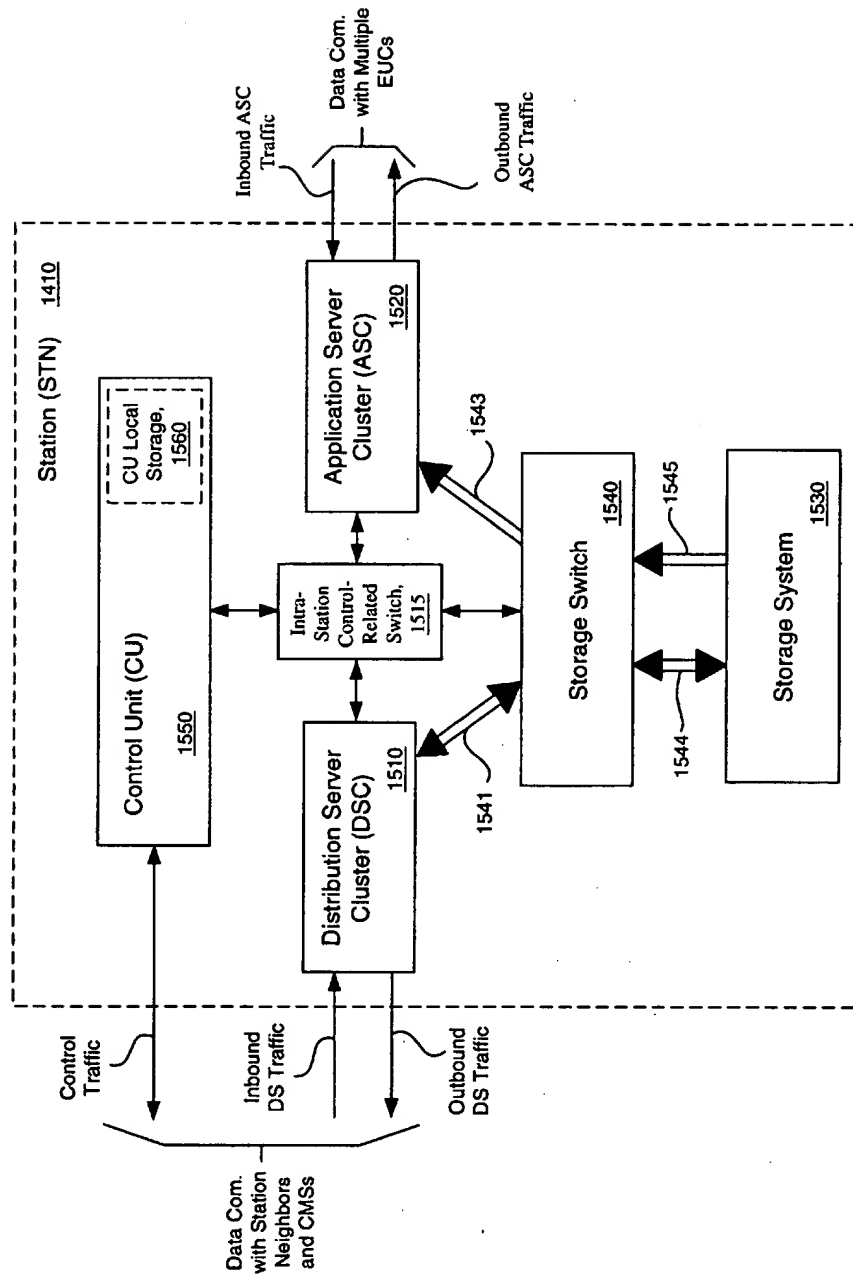 Station (STN) 1410
Control Unit (CU)
1550
CU Local
Storage,
1560
Control
Traffic
Data Com.
with Station
Neighbors
and CMSs
Inbound
DS Traffic
Outbound
DS Traffic
Distribution Server
Cluster (DSC)
1510
Intra-
Station
Control-
Related
Switch, 1515
Application Server
Cluster (ASC)
1520
Inbound ASC
Traffic
Data Com.
with Multiple
EUCs
Outbound
ASC Traffic
1541
1543
Storage Switch
1540
1544
1545
Storage System
1530